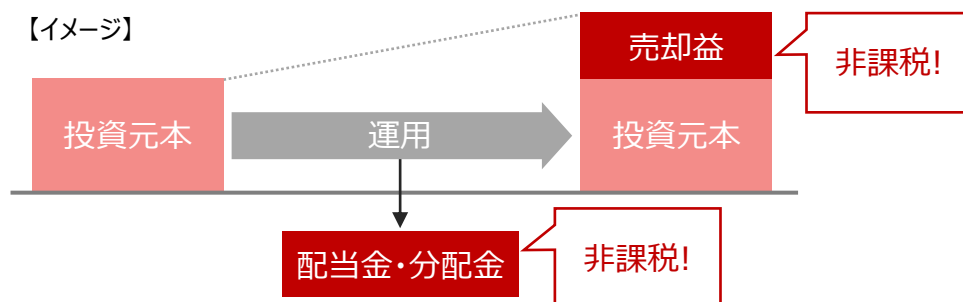 【イメージ】
売却益
非課税!
投資元本
運用
投資元本
配当金・分配金
非課税!